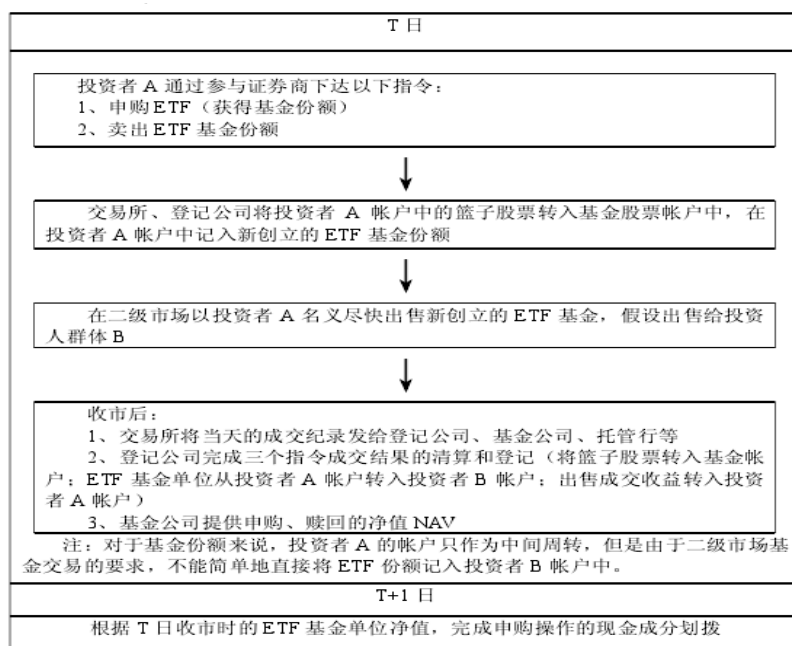 T 日
投资者 A 通过参与证券商下达以下指令：
1、申购 ETF（获得基金份额）
2、卖出 ETF 基金份额
交易所、登记公司将投资者 A 帐户中的篮子股票转入基金股票帐户中，在
投资者 A 帐户中记入新创立的 ETF 基金份额
在二级市场以投资者 A 名义尽快出售新创立的 ETF 基金，假设出售给投资
人群体 B
收市后：
1、交易所将当天的成交纪录发给登记公司、基金公司、托管行等
2、登记公司完成三个指令成交结果的清算和登记（将篮子股票转入基金帐
户；ETF 基金单位从投资者 A 帐户转入投资者 B 帐户；出售成交收益转入投资
者 A 帐户）
3、基金公司提供申购、赎回的净值 NAV
注：对于基金份额来说，投资者 A 的帐户只作为中间周转，但是由于二级市场基
金交易的要求，不能简单地直接将 ETF 份额记入投资者 B 帐户中。
T+1 日
根据 T 日收市时的 ETF 基金单位净值，完成申购操作的现金成分划拨